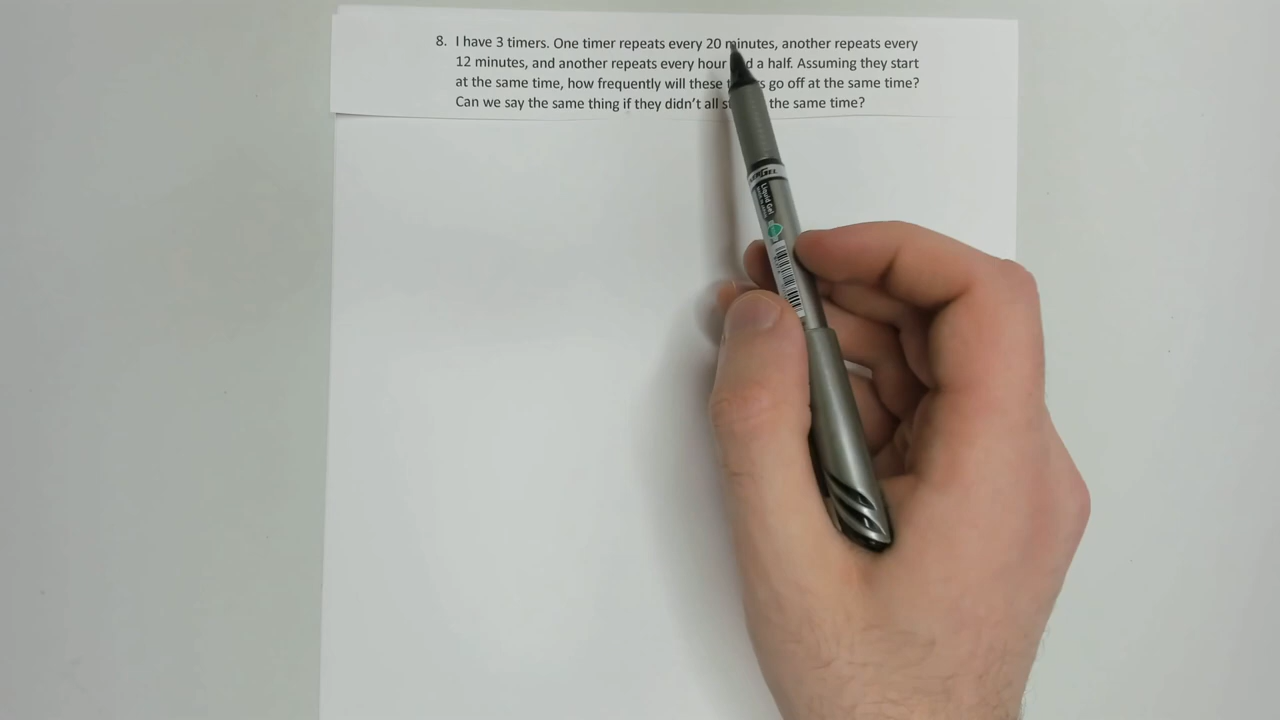 8. I have 3 timers. One timer repeats every 20 minutes, another repeats every
12 minutes, and another repeats every hour a half. Assuming they start
at the same time, how frequently will these go off at the same time?
Can we say the same thing if they didn't all the same time?
Liquid Gel